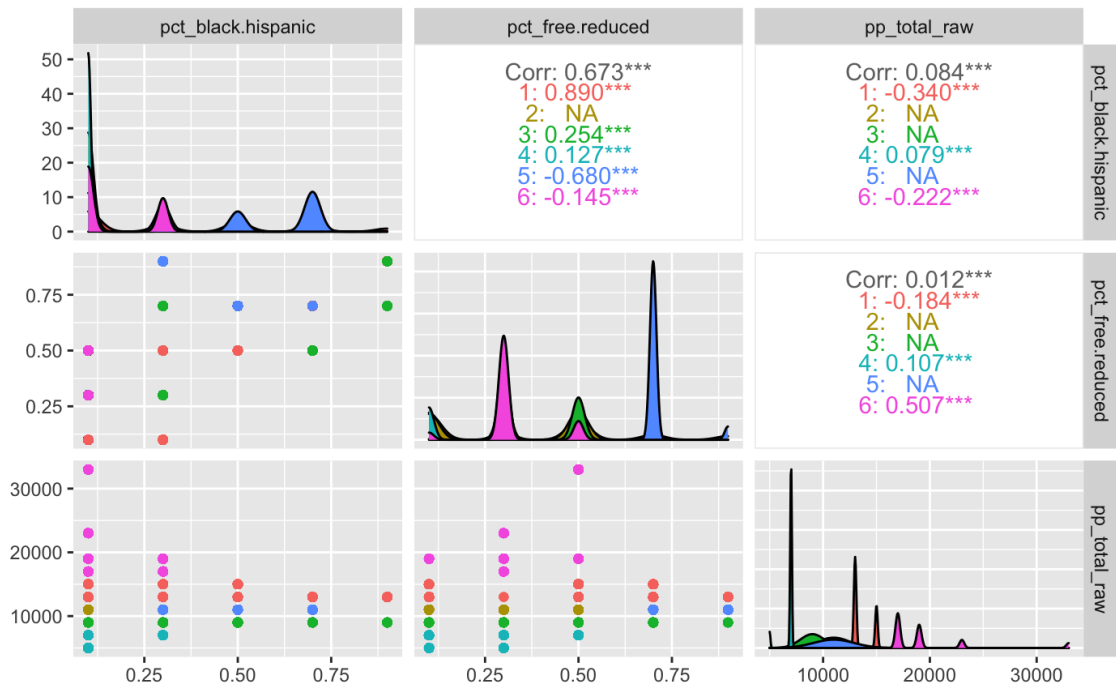 pct_black.hispanic
pct_free.reduced
pp_total_raw
50
40
30
20
10
0
Corr: 0.673***
1: 0.890***
2: NA
3: 0.254***
4: 0.127***
5: -0.680***
6: -0.145***
Corr: 0.084***
1: -0.340***
2: NA
3: NA
4: 0.079***
5: NA
6: -0.222***
pct_black.hispanic
0.75
0.50
0.25
Corr: 0.012***
1: -0.184***
2: NA
3: NA
4: 0.107***
5: NA
6: 0.507***
pct_free.reduced
30000
20000
10000
pp_total_raw
0.25
0.50
0.75
0.25
0.50
0.75
10000
20000
30000